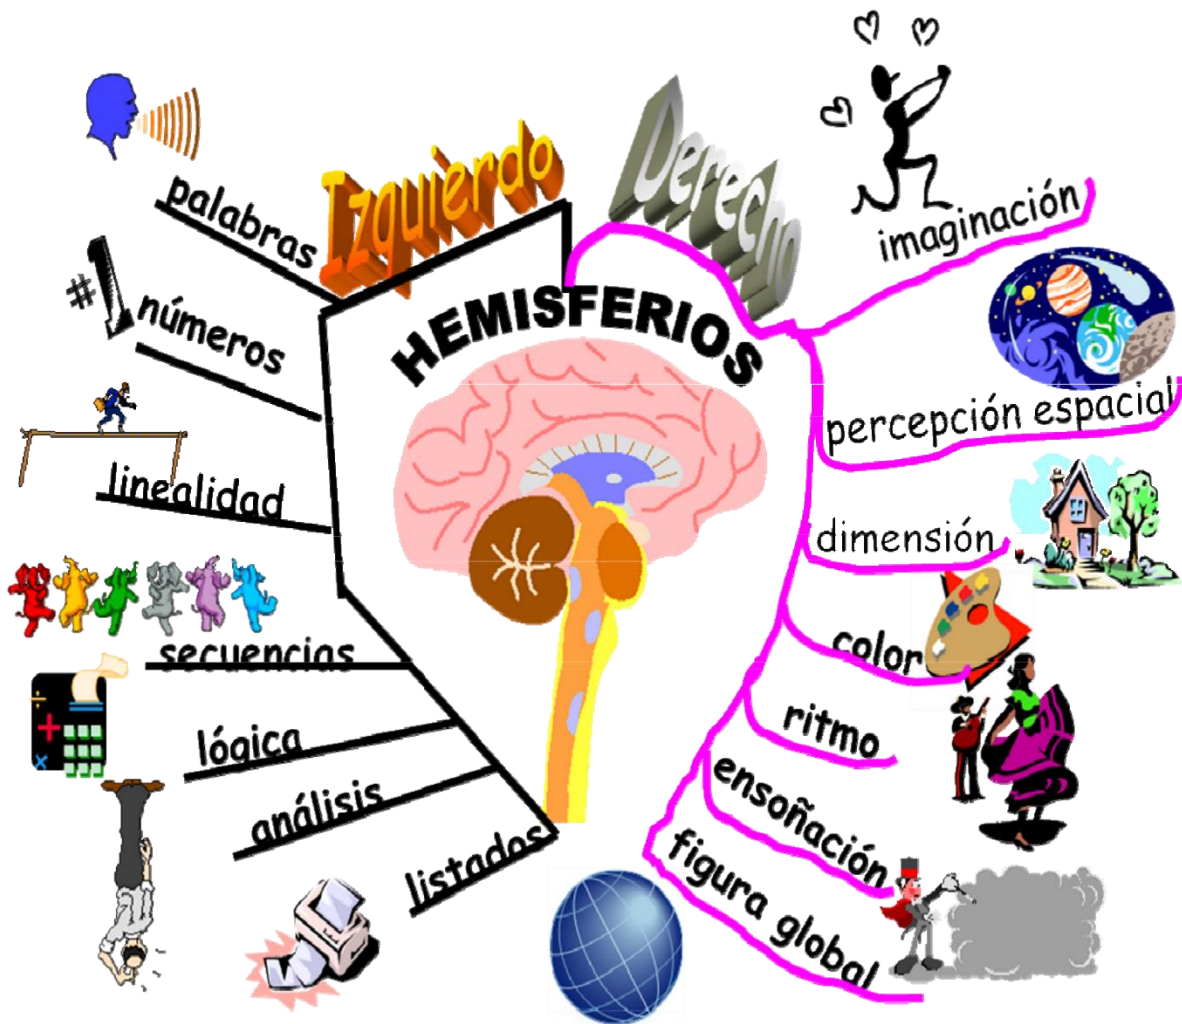 HEMISFERIOS
Izquierdo
palabras
#1
números
linealidad
secuencias
lógica
análisis
listados
Derecho
imaginación
percepción espacial
dimensión
color
ritmo
ensoñación
figura global